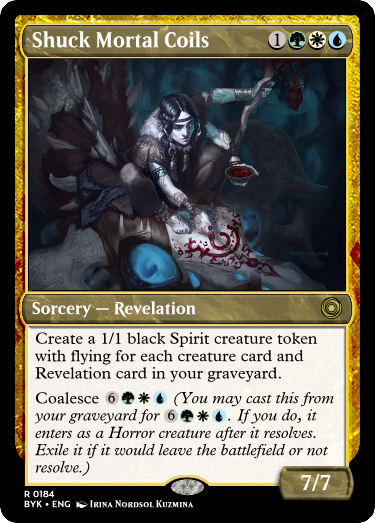 Shuck Mortal Coils 1
Sorcery — Revelation
Create a 1/1 black Spirit creature token
with flying for each creature card and
Revelation card in your graveyard.
Coalesce 6 (You may cast this from
your graveyard for 6 . If you do, it
enters as a Horror creature after it resolves.
Exile it if it would leave the battlefield or not
resolve.)
7/7
R 0184
BYK • ENG Irina Nordsol Kuzmina